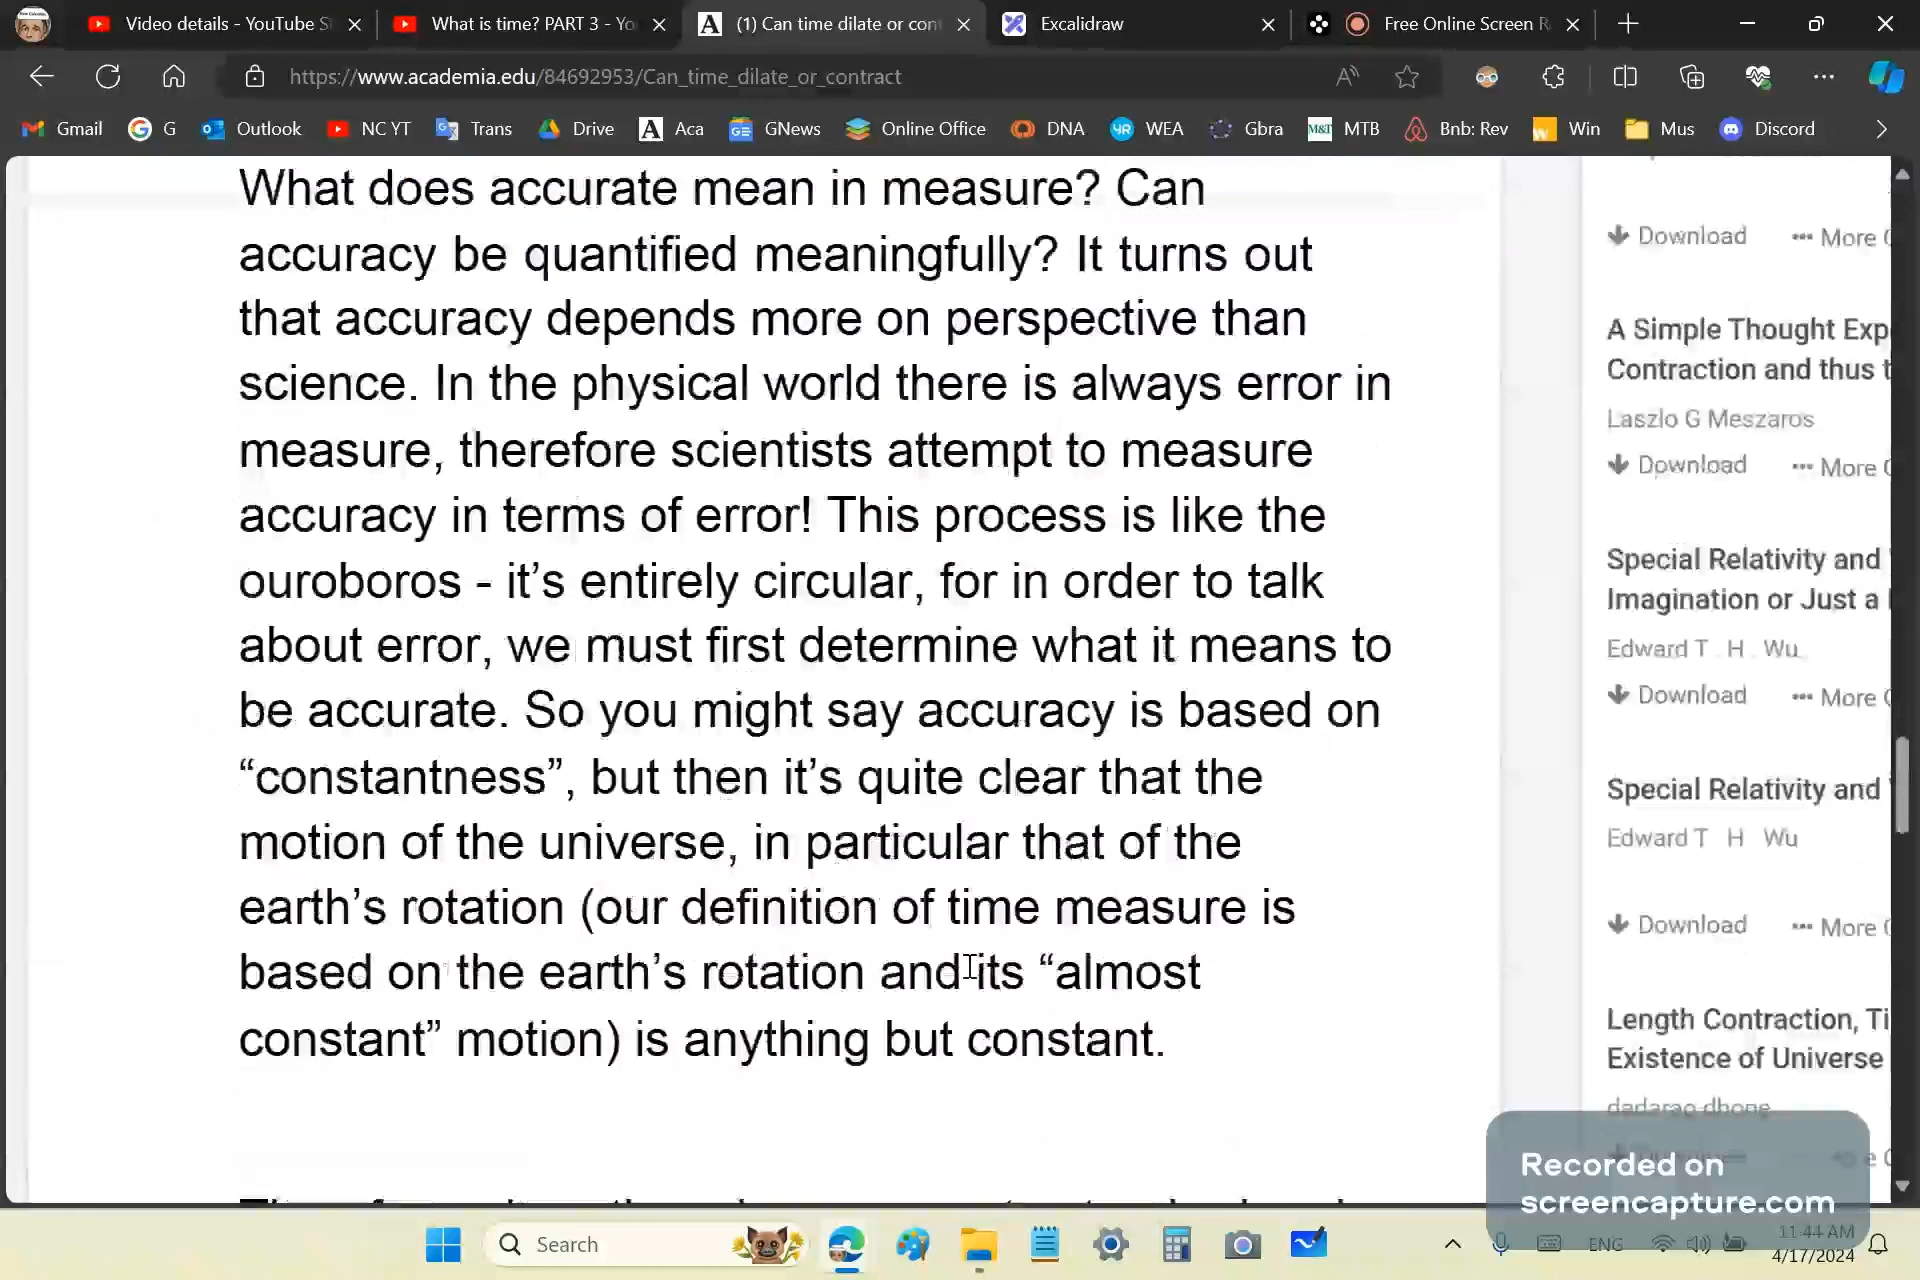 Video details - YouTube S
What is time? PART 3 - Yo
(1) Can time dilate or con
Excalidraw
Free Online Screen R
https://www.academia.edu/84692953/Can_time_dilate_or_contract
Gmail
G
Outlook
NC YT
Trans
Drive
Aca
GNews
Online Office
DNA
WEA
Gbra
MTB
Bnb: Rev
Win
Mus
Discord
What does accurate mean in measure? Can
accuracy be quantified meaningfully? It turns out
that accuracy depends more on perspective than
science. In the physical world there is always error in
measure, therefore scientists attempt to measure
accuracy in terms of error! This process is like the
ouroboros - it’s entirely circular, for in order to talk
about error, we must first determine what it means to
be accurate. So you might say accuracy is based on
“constantness”, but then it’s quite clear that the
motion of the universe, in particular that of the
earth’s rotation (our definition of time measure is
based on the earth’s rotation and its “almost
constant” motion) is anything but constant.
Download
More
A Simple Thought Exp
Contraction and thus t
Laszlo G Meszaros
Download
More
Special Relativity and
Imagination or Just a
Edward T . H . Wu
Download
More
Special Relativity and
Edward T H Wu
Download
More
Length Contraction, Ti
Existence of Universe
dadarao dhone
Recorded on
screencapture.com
Search
ENG
11:44 AM
4/17/2024